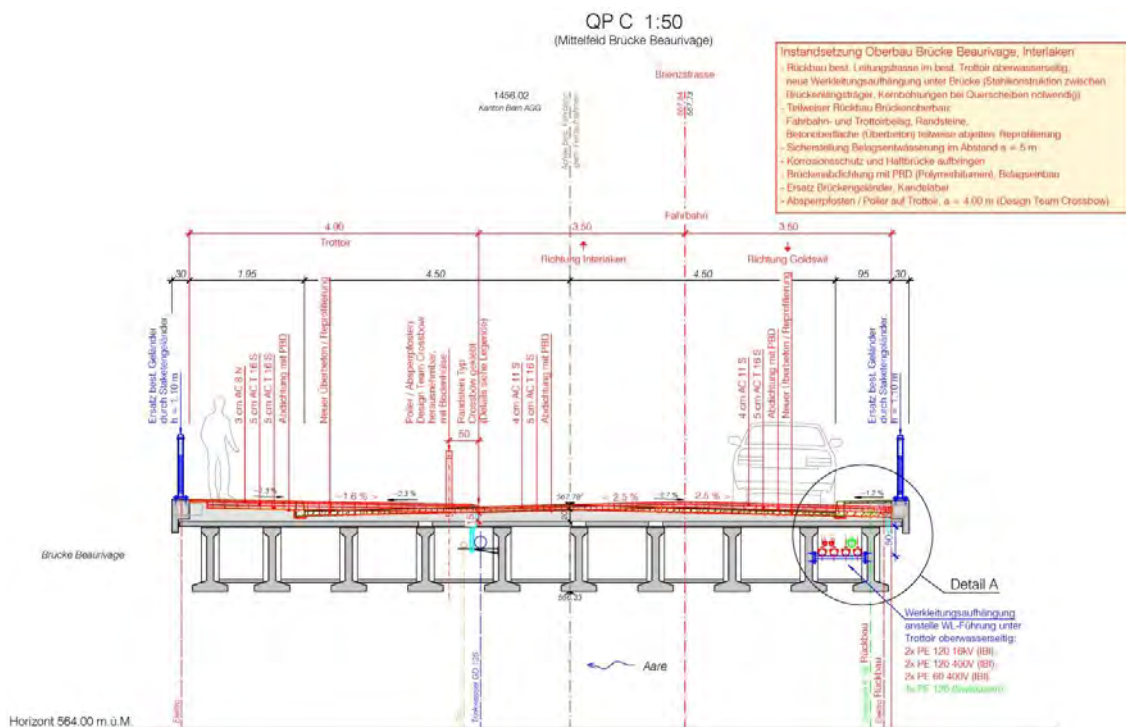 QP C 1:50
(Mittelfeld Brücke Beaurivage)
Instandsetzung Oberbau Brücke Beaurivage, Interlaken
- Rückbau best. Leitungstrasse im best. Trottoir oberwasserseitig,
neue Werkleitungsaufhängung unter Brücke (Stahlkonstruktion zwischen
Brückenlängsträger, Kernbohrungen bei Querscheiben notwendig)
- Teilweiser Rückbau Brückenoberbau:
Fahrbahn- und Trottoirbelag, Randsteine,
Betonoberfläche (Überbeton) teilweise abjetten, Reprofilierung
- Sicherstellung Belagsentwässerung im Abstand a = 5 m
- Korrosionsschutz und Haftbrücke aufbringen
- Brückenabdichtung mit PBD (Polymerbitumen), Belagseinbau
- Ersatz Brückengeländer, Kandelaber
- Absperrpfosten / Poller auf Trottoir, a = 4.00 m (Design Team Crossbow)
Brienzstrasse
1456.02
Kanton Bern AGG
Fahrbahn
4.00
3.50
3.50
Trottoir
Richtung Interlaken
Richtung Goldswil
30
1.95
4.50
4.50
95
30
Ersatz best. Geländer
durch Staketengeländer,
h = 1.10 m
3 cm AC 8 N
5 cm AC T 16 S
5 cm AC T 16 S
Abdichtung mit PBD
Neuer Überbeton / Reprofilierung
Poller / Absperrpfosten
Design Team Crossbow,
herausnehmbar,
mit Bodenhülse
Randstein Typ
Crossbow geklebt
(Details siehe Legende)
4 cm AC 11 S
5 cm AC T 16 S
Abdichtung mit PBD
4 cm AC 11 S
5 cm AC T 16 S
Abdichtung mit PBD
Neuer Überbeton / Reprofilierung
Ersatz best. Geländer
durch Staketengeländer,
h = 1.10 m
50
~1.6 %
2.5 %
2.5 %
50
Brücke Beaurivage
Detail A
Aare
Werkleitungsaufhängung
anstelle WL-Führung unter
Trottoir oberwasserseitig:
2x PE 120 16kV (IBI)
2x PE 120 400V (IBI)
2x PE 60 400V (IBI)
Elektro
Rückbau
Elektro Rückbau
Horizont 564.00 m.ü.M.